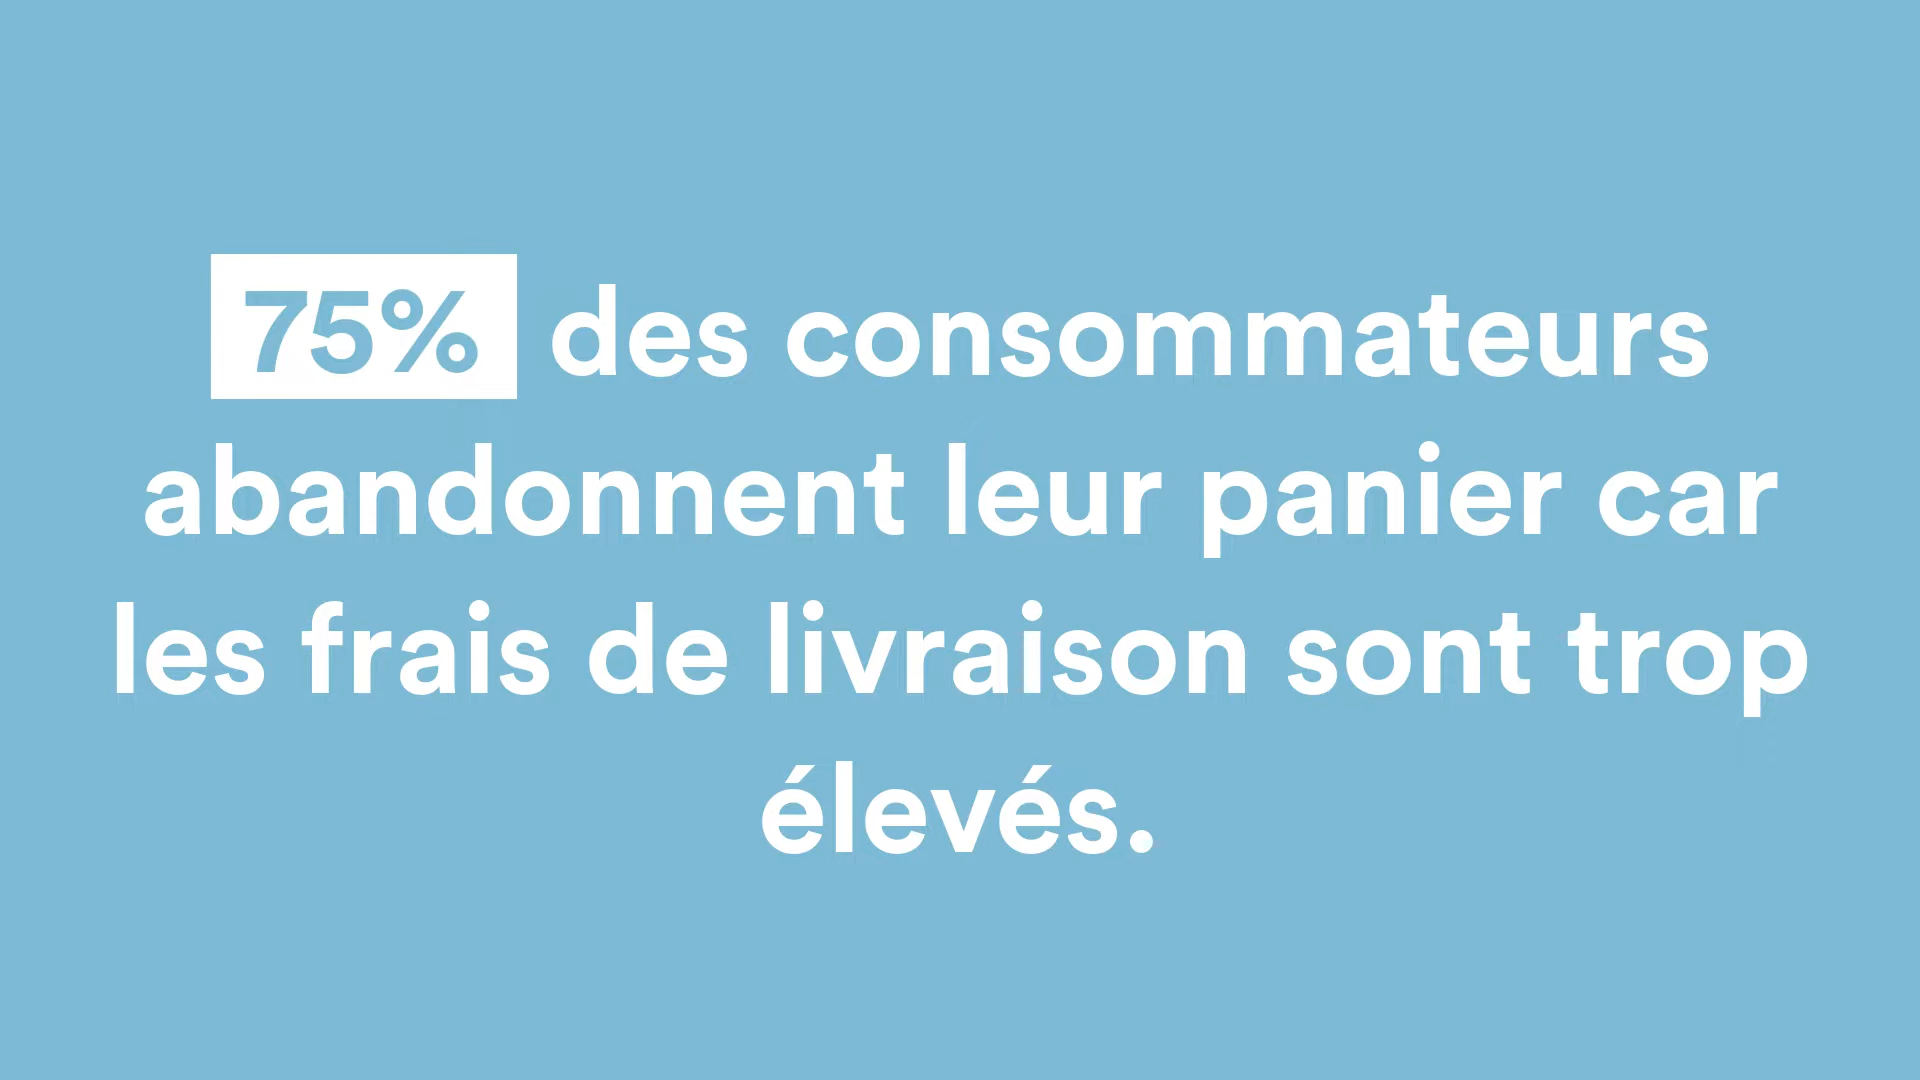 75% des consommateurs
abandonnent leur panier car
les frais de livraison sont trop
élevés.